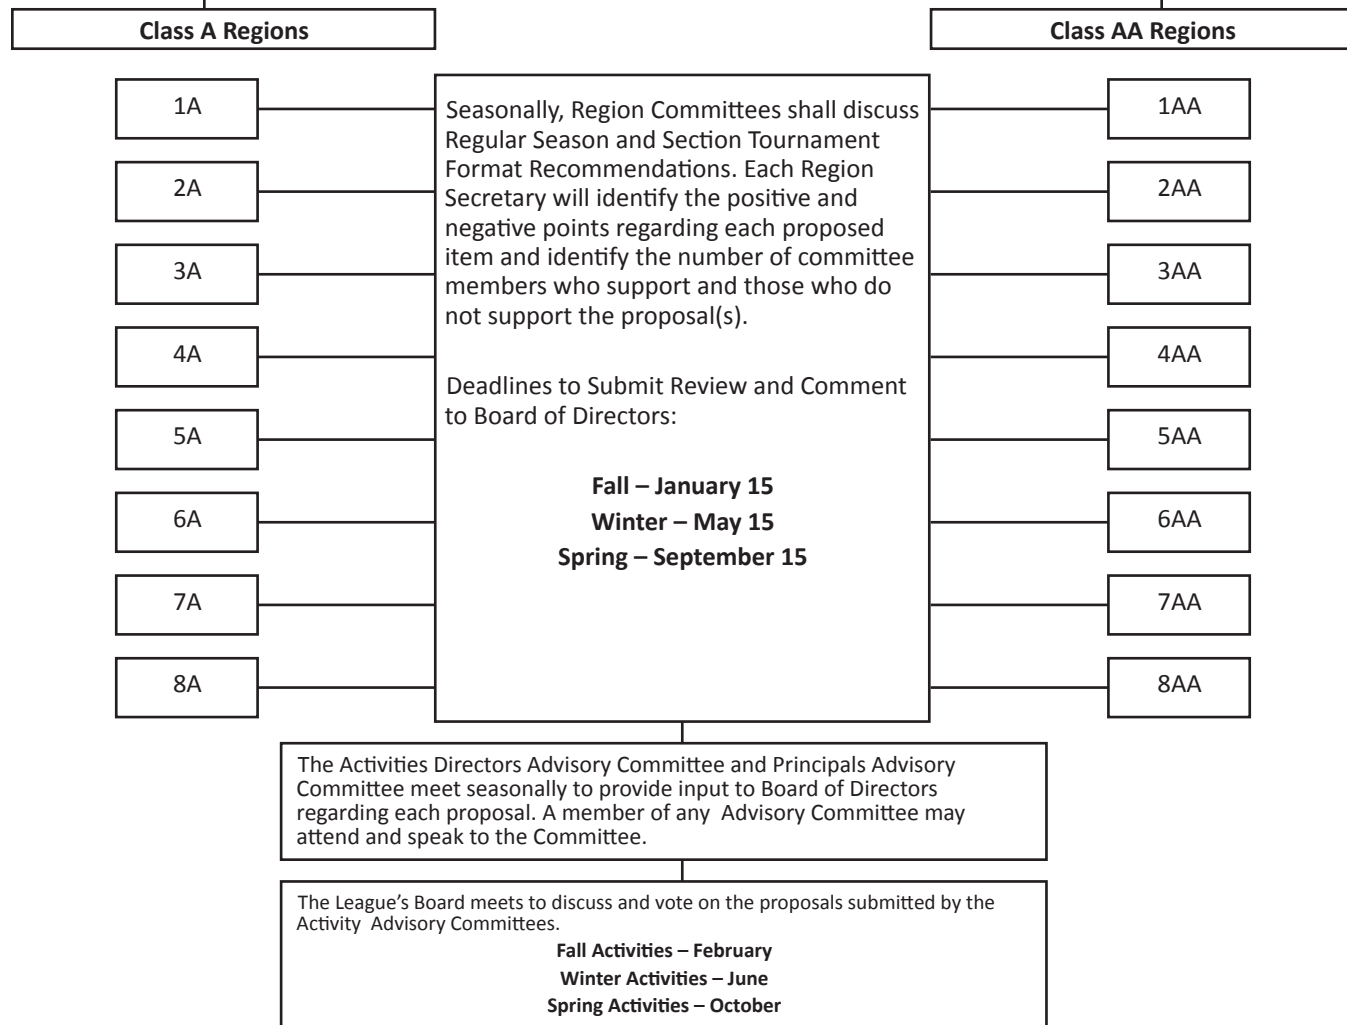 Class A Regions
Class AA Regions
1A
2A
3A
4A
5A
6A
7A
8A
Seasonally, Region Committees shall discuss
Regular Season and Section Tournament
Format Recommendations. Each Region
Secretary will identify the positive and
negative points regarding each proposed
item and identify the number of committee
members who support and those who do
not support the proposal(s).
Deadlines to Submit Review and Comment
to Board of Directors:
Fall – January 15
Winter – May 15
Spring – September 15
1AA
2AA
3AA
4AA
5AA
6AA
7AA
8AA
The Activities Directors Advisory Committee and Principals Advisory
Committee meet seasonally to provide input to Board of Directors
regarding each proposal. A member of any Advisory Committee may
attend and speak to the Committee.
The League's Board meets to discuss and vote on the proposals submitted by the
Activity Advisory Committees.
Fall Activities – February
Winter Activities – June
Spring Activities – October